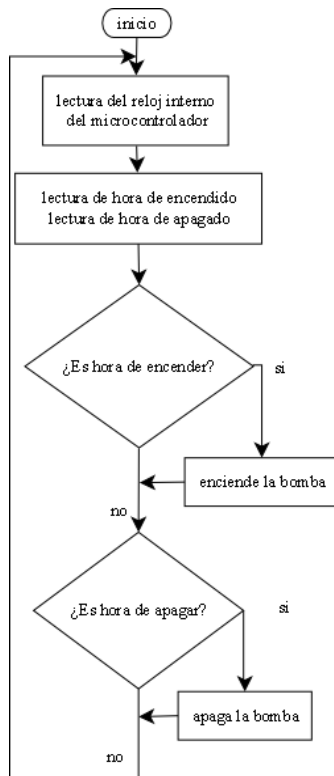 inicio
lectura del reloj interno
del microcontrolador
lectura de hora de encendido
lectura de hora de apagado
¿Es hora de encender?
si
enciende la bomba
no
¿Es hora de apagar?
si
apaga la bomba
no